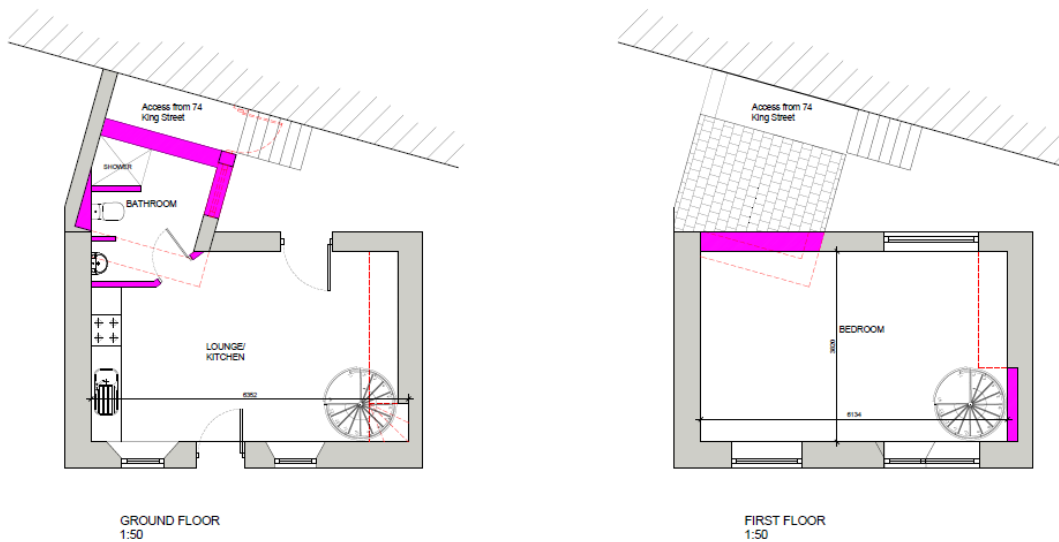 Access from 74
King Street
SHOWER
BATHROOM
LOUNGE/
KITCHEN
6352
GROUND FLOOR
1:50
Access from 74
King Street
BEDROOM
3839
6134
FIRST FLOOR
1:50